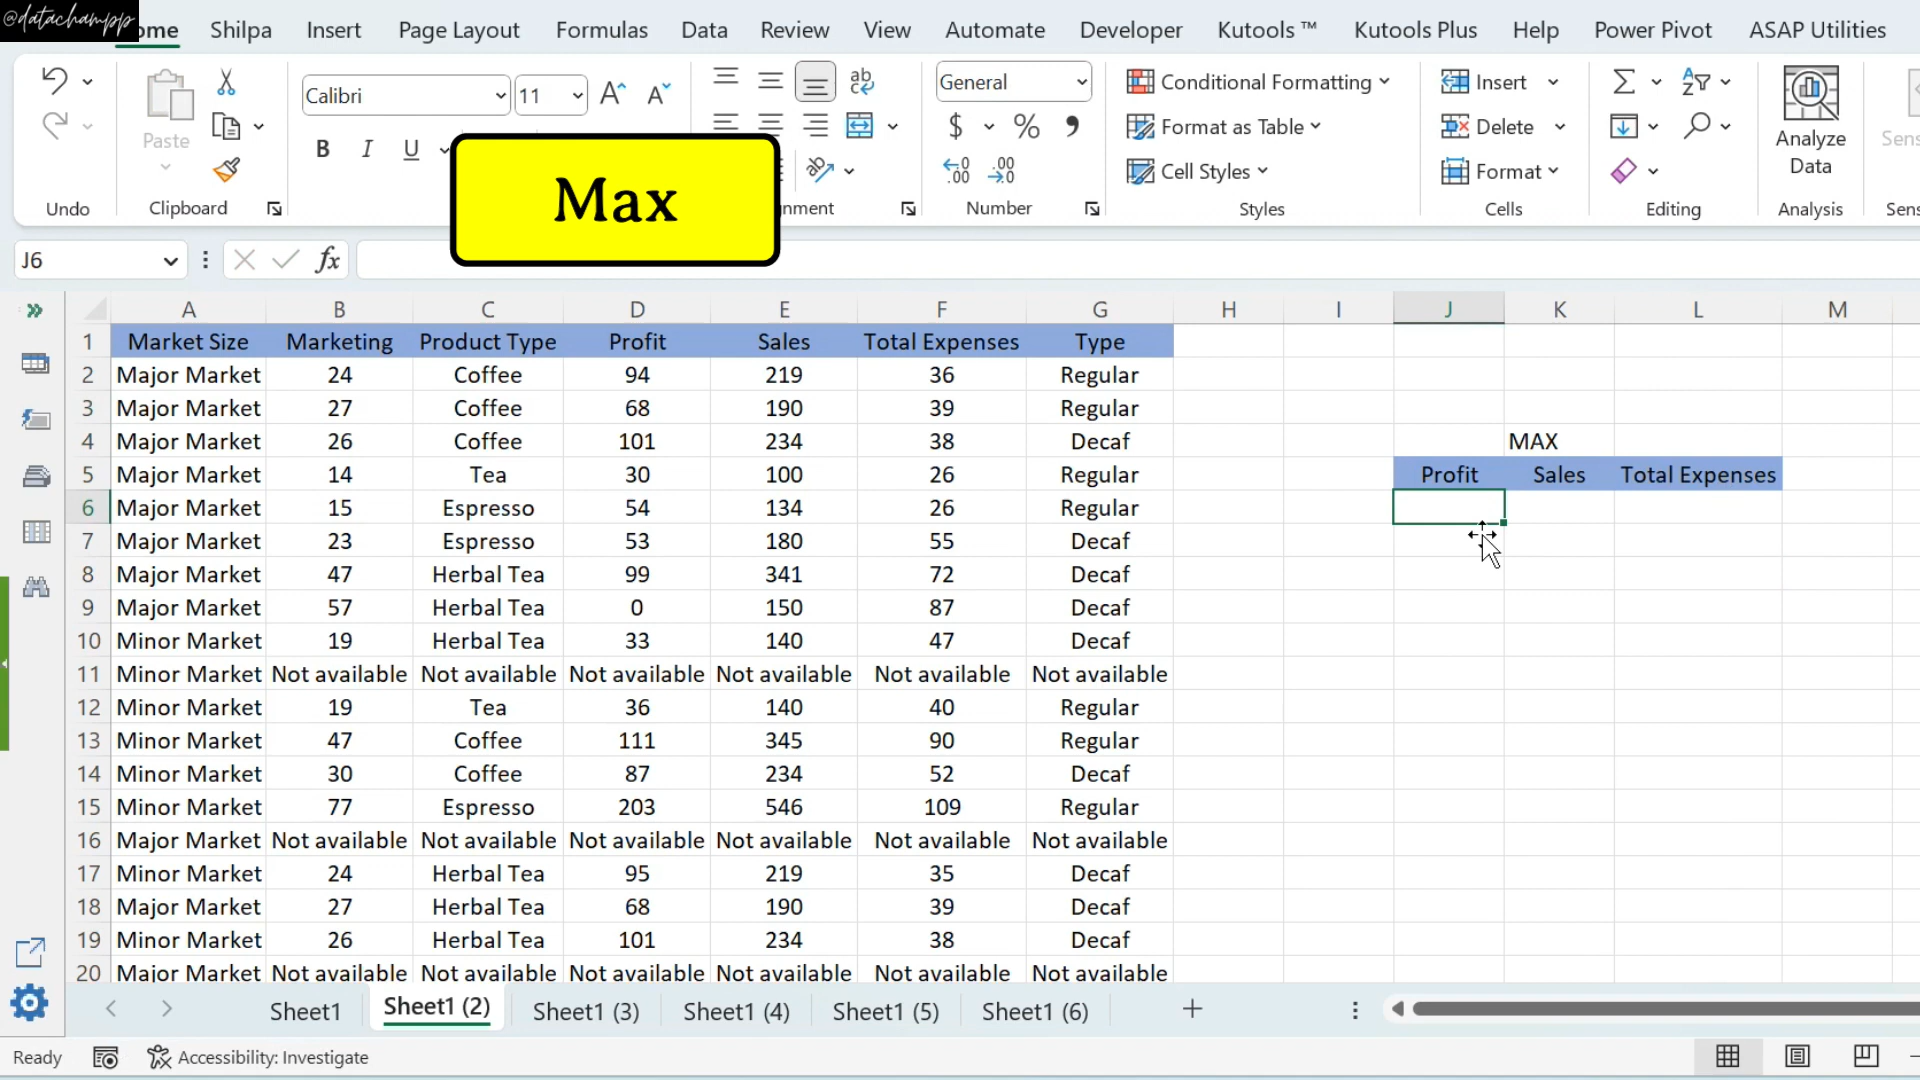 @datachampp
ome Shilpa Insert Page Layout Formulas Data Review View Automate Developer Kutools ™ Kutools Plus Help Power Pivot ASAP Utilities
Calibri 11 ab General Conditional Formatting Insert
Paste $ % Format as Table Delete Analyze
B I U Cell Styles Format Data
Undo Clipboard nment Number Styles Cells Editing Analysis Sens
Max
J6 fx
A B C D E F G H I J K L M
1 Market Size Marketing Product Type Profit Sales Total Expenses Type
2 Major Market 24 Coffee 94 219 36 Regular
3 Major Market 27 Coffee 68 190 39 Regular
4 Major Market 26 Coffee 101 234 38 Decaf MAX
5 Major Market 14 Tea 30 100 26 Regular Profit Sales Total Expenses
6 Major Market 15 Espresso 54 134 26 Regular
7 Major Market 23 Espresso 53 180 55 Decaf
8 Major Market 47 Herbal Tea 99 341 72 Decaf
9 Major Market 57 Herbal Tea 0 150 87 Decaf
10 Minor Market 19 Herbal Tea 33 140 47 Decaf
11 Minor Market Not available Not available Not available Not available Not available Not available
12 Minor Market 19 Tea 36 140 40 Regular
13 Minor Market 47 Coffee 111 345 90 Regular
14 Minor Market 30 Coffee 87 234 52 Decaf
15 Minor Market 77 Espresso 203 546 109 Regular
16 Major Market Not available Not available Not available Not available Not available Not available
17 Minor Market 24 Herbal Tea 95 219 35 Decaf
18 Major Market 27 Herbal Tea 68 190 39 Decaf
19 Minor Market 26 Herbal Tea 101 234 38 Decaf
20 Major Market Not available Not available Not available Not available Not available Not available
Sheet1 Sheet1 (2) Sheet1 (3) Sheet1 (4) Sheet1 (5) Sheet1 (6)
Ready Accessibility: Investigate